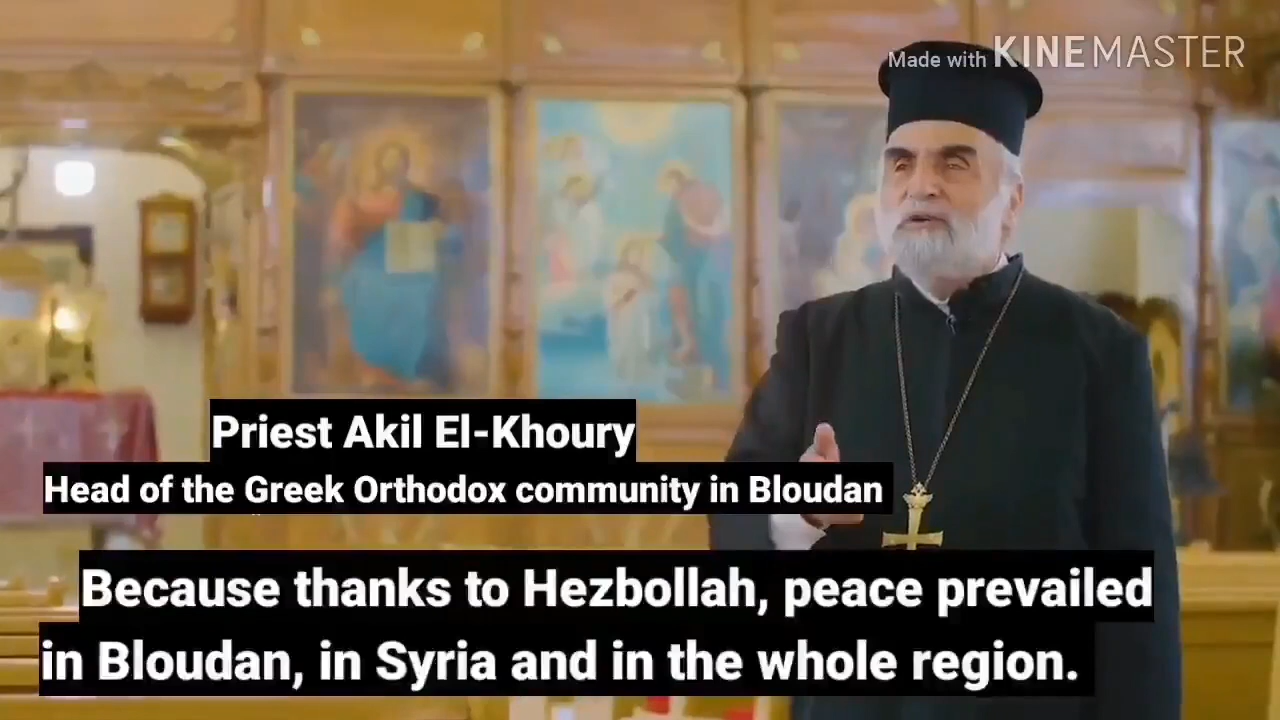 Made with KINEMASTER
Priest Akil El-Khoury
Head of the Greek Orthodox community in Bloudan
Because thanks to Hezbollah, peace prevailed
in Bloudan, in Syria and in the whole region.